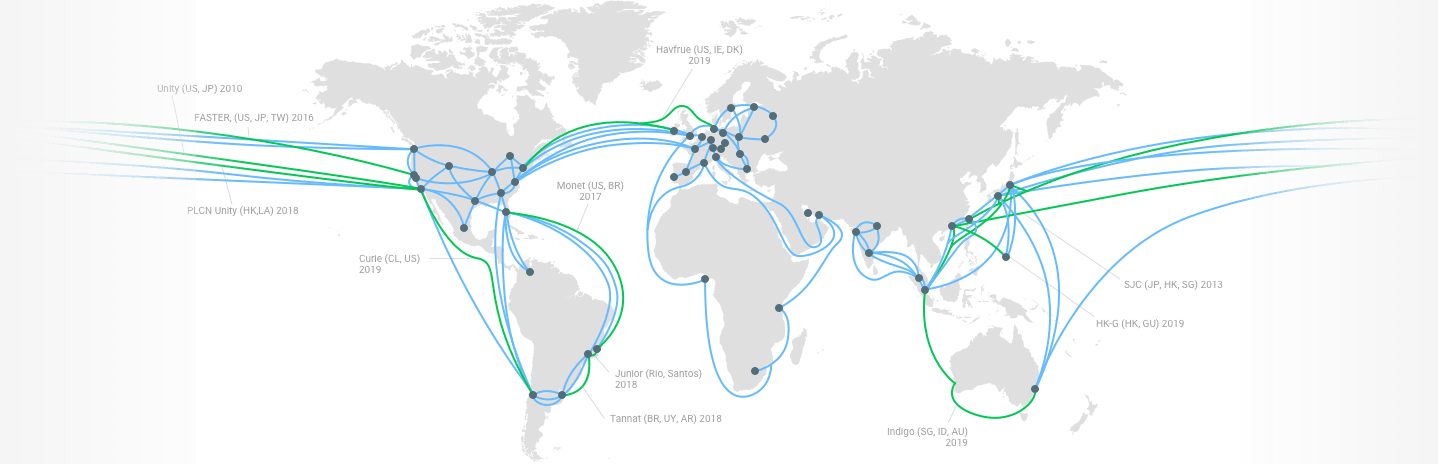 Havfrue (US, IE, DK)
2019
Unity (US, JP) 2010
FASTER, (US, JP, TW) 2016
Monet (US, BR)
2017
PLCN Unity (HK,LA) 2018
Curie (CL, US)
2019
SJC (JP, HK, SG) 2013
HK-G (HK, GU) 2019
Junior (Rio, Santos)
2018
Tannat (BR, UY, AR) 2018
Indigo (SG, ID, AU)
2019